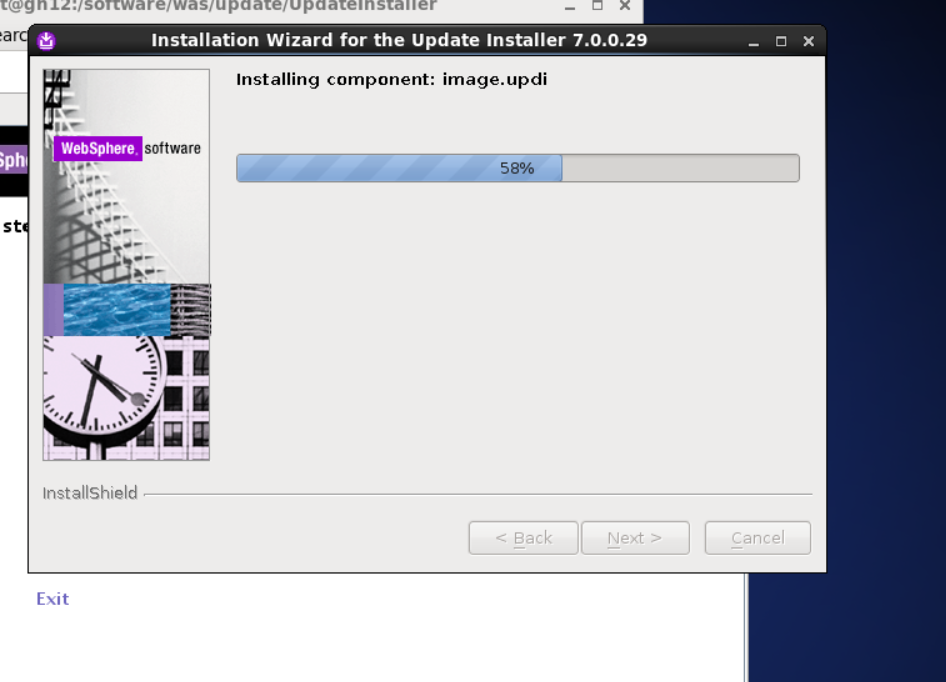 t@gh12:/software/was/update/UpdateInstaller
earc
Installation Wizard for the Update Installer 7.0.0.29
Installing component: image.updi
WebSphere. software
Sphe
58%
ste
InstallShield
< Back
Next >
Cancel
Exit